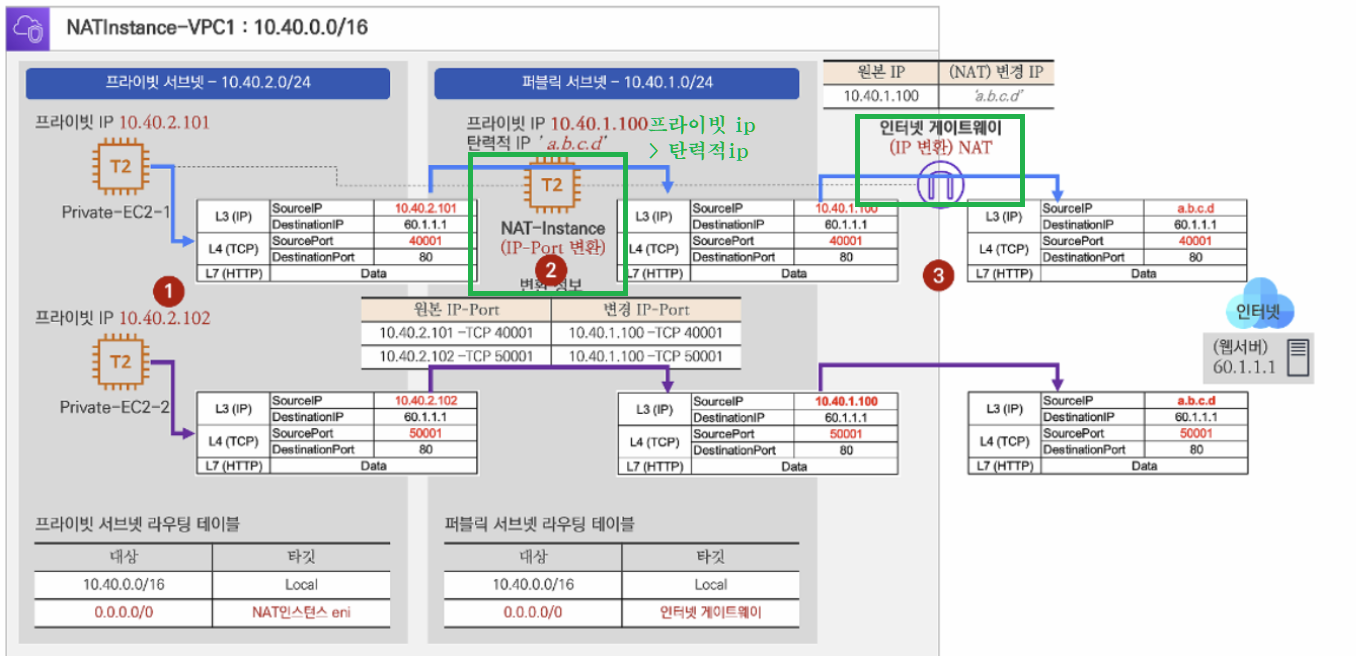 NATInstance-VPC1 : 10.40.0.0/16
프라이빗 서브넷 – 10.40.2.0/24
프라이빗 IP 10.40.2.101
T2
Private-EC2-1
L3 (IP) SourceIP 10.40.2.101
DestinationIP 60.1.1.1
L4 (TCP) SourcePort 40001
DestinationPort 80
L7 (HTTP) Data
1
프라이빗 IP 10.40.2.102
T2
Private-EC2-2
L3 (IP) SourceIP 10.40.2.102
DestinationIP 60.1.1.1
L4 (TCP) SourcePort 50001
DestinationPort 80
L7 (HTTP) Data
프라이빗 서브넷 라우팅 테이블
대상 타깃
10.40.0.0/16 Local
0.0.0.0/0 NAT인스턴스 eni
퍼블릭 서브넷 – 10.40.1.0/24
프라이빗 IP 10.40.1.100
탄력적 IP 'a.b.c.d'
프라이빗 ip
> 탄력적ip
T2
NAT-Instance
(IP-Port 변환)
2
변환 정보
원본 IP-Port 변경 IP-Port
10.40.2.101 –TCP 40001 10.40.1.100 –TCP 40001
10.40.2.102 –TCP 50001 10.40.1.100 –TCP 50001
L3 (IP) SourceIP 10.40.1.100
DestinationIP 60.1.1.1
L4 (TCP) SourcePort 40001
DestinationPort 80
L7 (HTTP) Data
L3 (IP) SourceIP 10.40.1.100
DestinationIP 60.1.1.1
L4 (TCP) SourcePort 50001
DestinationPort 80
L7 (HTTP) Data
퍼블릭 서브넷 라우팅 테이블
대상 타깃
10.40.0.0/16 Local
0.0.0.0/0 인터넷 게이트웨이
원본 IP (NAT) 변경 IP
10.40.1.100 'a.b.c.d'
인터넷 게이트웨이
(IP 변환) NAT
3
L3 (IP) SourceIP a.b.c.d
DestinationIP 60.1.1.1
L4 (TCP) SourcePort 40001
DestinationPort 80
L7 (HTTP) Data
인터넷
(웹서버)
60.1.1.1
L3 (IP) SourceIP a.b.c.d
DestinationIP 60.1.1.1
L4 (TCP) SourcePort 50001
DestinationPort 80
L7 (HTTP) Data